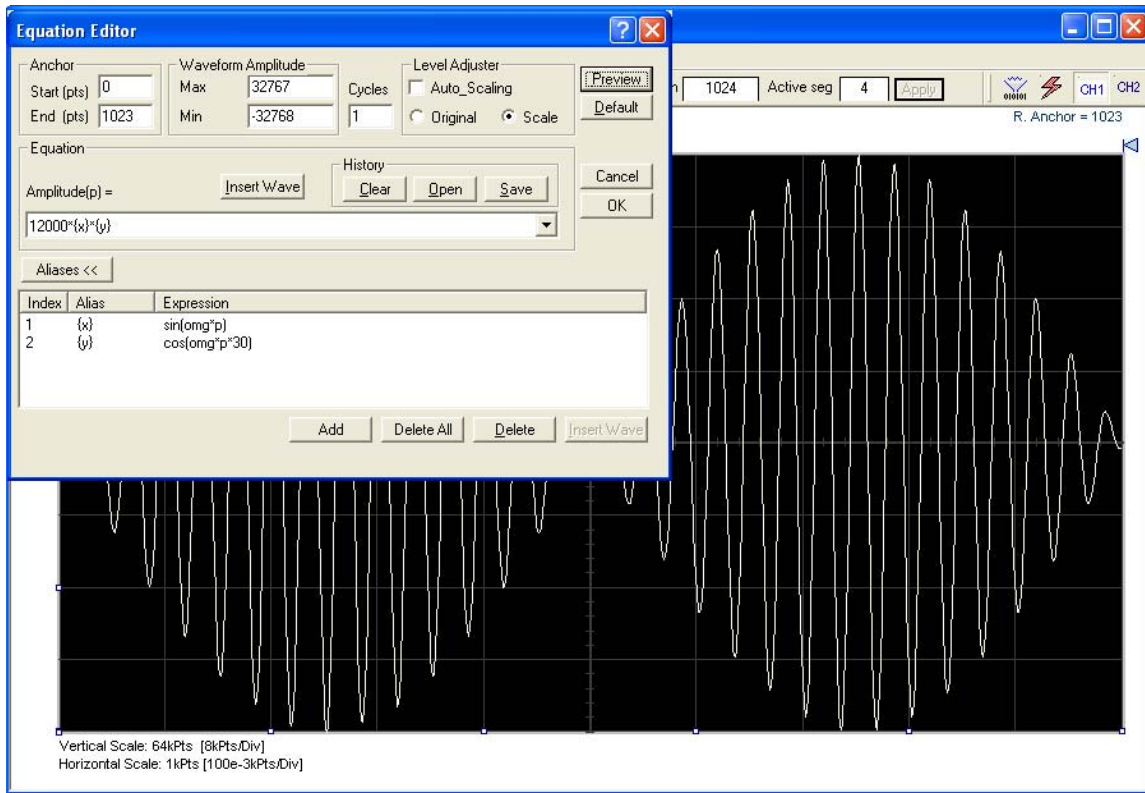 Equation Editor
Anchor
Start (pts) 0
End (pts) 1023
Waveform Amplitude
Max 32767
Min -32768
Cycles
1
Level Adjuster
Auto_Scaling
Original Scale
Preview
Default
1024 Active seg 4 Apply
010101
CH1 CH2
R. Anchor = 1023
Equation
Amplitude(p) =
Insert Wave
History
Clear Open Save
Cancel
OK
12000*{x}*{y}
Aliases <<
Index Alias Expression
1 {x} sin(omg*p)
2 {y} cos(omg*p*30)
Add Delete All Delete Insert Wave
Vertical Scale: 64kPts [8kPts/Div]
Horizontal Scale: 1kPts [100e-3kPts/Div]